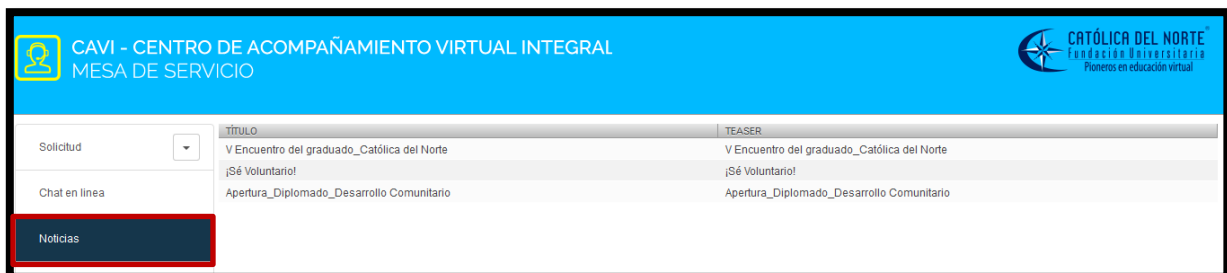 CAVI - CENTRO DE ACOMPAÑAMIENTO VIRTUAL INTEGRAL
MESA DE SERVICIO
CATÓLICA DEL NORTE
Fundación Universitaria
Pioneros en educación virtual
Solicitud
Chat en linea
Noticias
TÍTULO TEASER
V Encuentro del graduado_Católica del Norte V Encuentro del graduado_Católica del Norte
¡Sé Voluntario! ¡Sé Voluntario!
Apertura_Diplomado_Desarrollo Comunitario Apertura_Diplomado_Desarrollo Comunitario